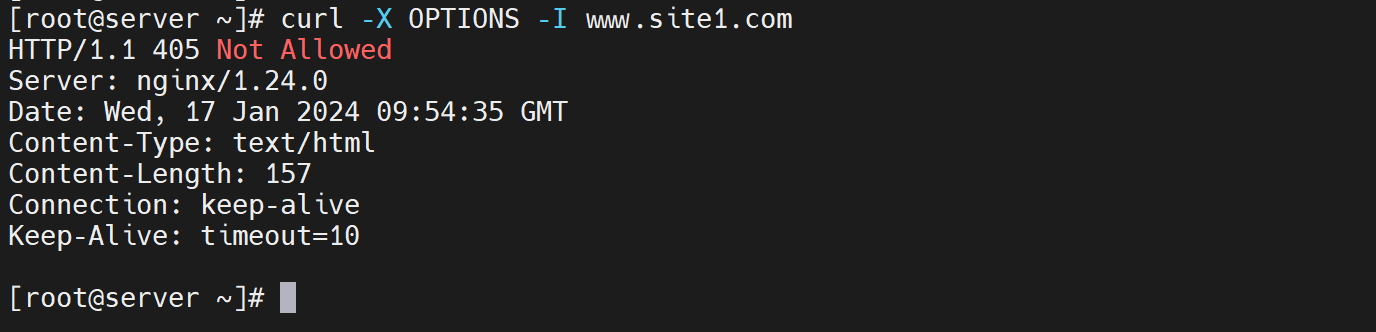 [root@server ~]# curl -X OPTIONS -I www.site1.com
HTTP/1.1 405 Not Allowed
Server: nginx/1.24.0
Date: Wed, 17 Jan 2024 09:54:35 GMT
Content-Type: text/html
Content-Length: 157
Connection: keep-alive
Keep-Alive: timeout=10
[root@server ~]#